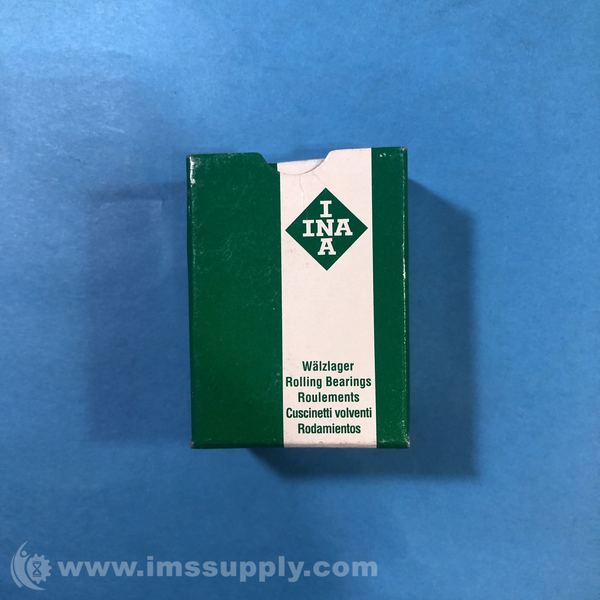 I
INA
A
Wälzlager
Rolling Bearings
Roulements
Cuscinetti volventi
Rodamientos
www.imssupply.com